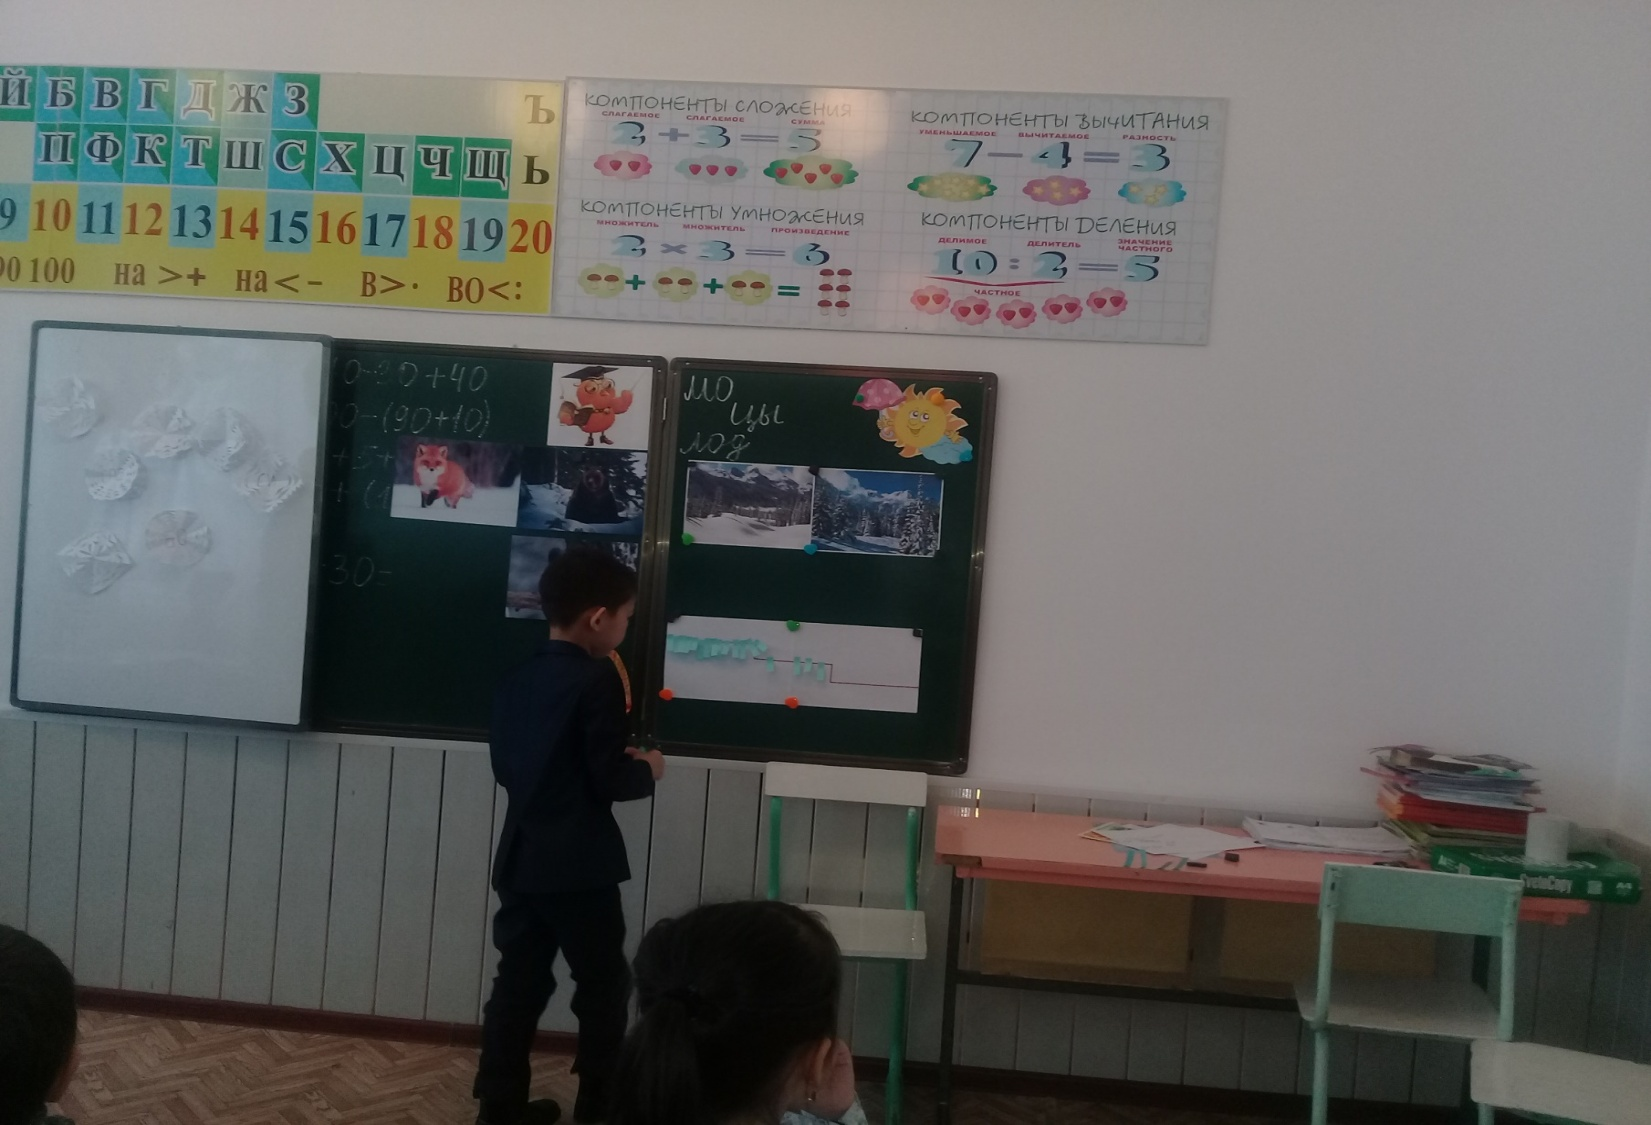 Й Б В Г Д Ж З Ъ
П Ф К Т Ш С Х Ц Ч Щ Ь
9 10 11 12 13 14 15 16 17 18 19 20
100 на >+ на < - в > · во < :
КОМПОНЕНТЫ СЛОЖЕНИЯ
СЛАГАЕМОЕ СЛАГАЕМОЕ СУММА
2 + 3 = 5
КОМПОНЕНТЫ УМНОЖЕНИЯ
МНОЖИТЕЛЬ МНОЖИТЕЛЬ ПРОИЗВЕДЕНИЕ
2 × 3 = 6
+ + =
КОМПОНЕНТЫ ВЫЧИТАНИЯ
УМЕНЬШАЕМОЕ ВЫЧИТАЕМОЕ РАЗНОСТЬ
7 - 4 = 3
КОМПОНЕНТЫ ДЕЛЕНИЯ
ДЕЛИМОЕ ДЕЛИТЕЛЬ ЗНАЧЕНИЕ ЧАСТНОГО
10 : 2 = 5
ЧАСТНОЕ
+40
0-(90+10)
30=
мо
цы
лод
SvetoCopy